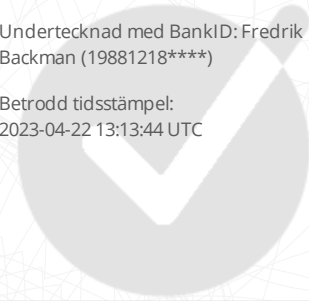 Undertecknad med BankID: Fredrik
Backman (19881218****)
Betrodd tidsstämpel:
2023-04-22 13:13:44 UTC